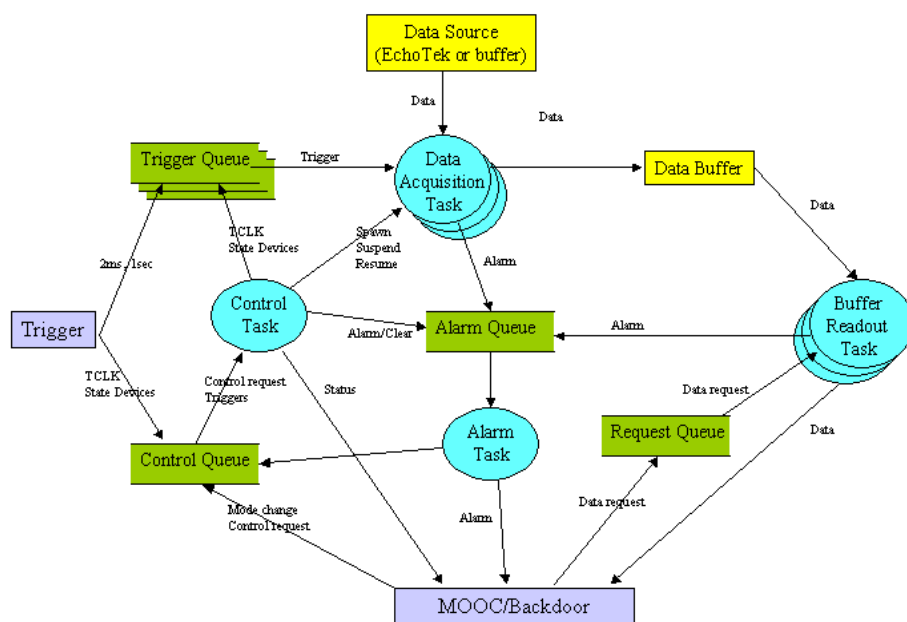 Data Source
(EchoTek or buffer)
Data
Data
Trigger Queue
Trigger
Data
Acquisition
Task
Data Buffer
Data
TCLK
State Devices
Spawn
Suspend
Resume
2ms, 1sec
Alarm
Control
Task
Buffer
Readout
Task
Trigger
Alarm/Clear
Alarm Queue
Alarm
TCLK
State Devices
Control request
Triggers
Status
Data request
Alarm
Task
Request Queue
Data
Control Queue
Mode change
Control request
Alarm
Data request
MOOC/Backdoor